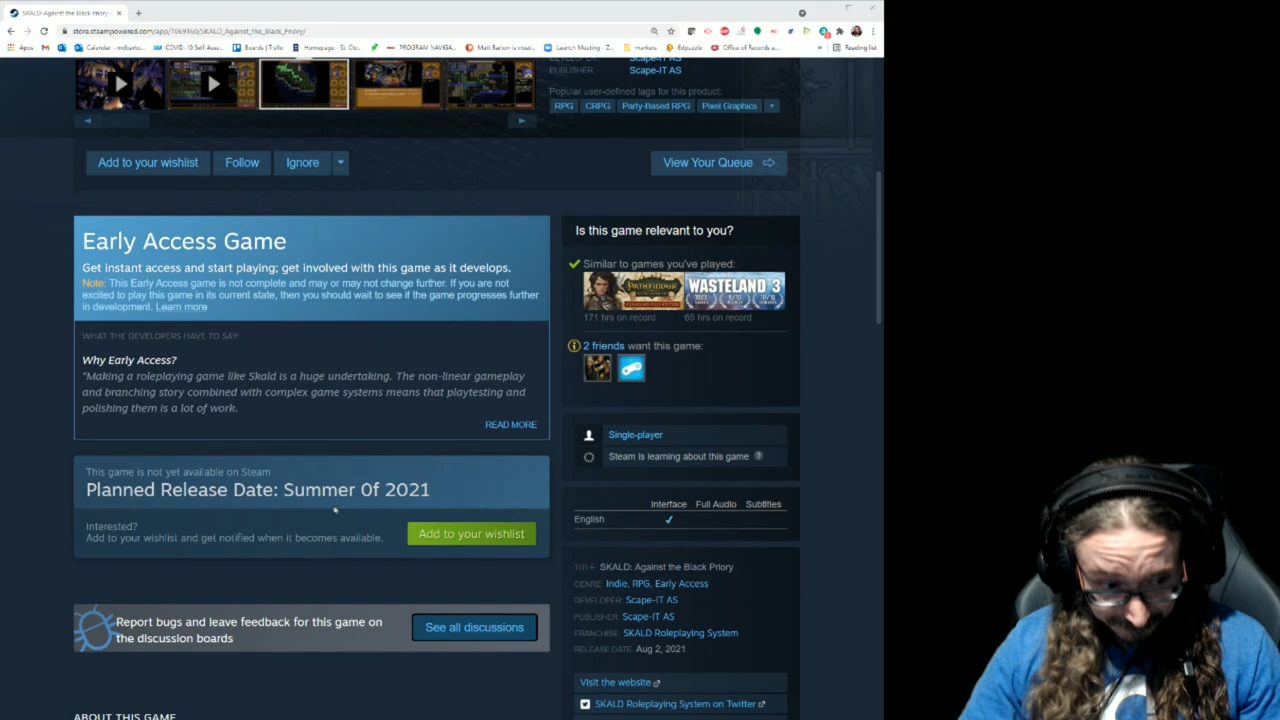 SKALD: Against the Black Priory
store.steampowered.com/app/1069160/SKALD_Against_the_Black_Priory/
Apps
Calendar - mdbarto...
COVID-19 Self-Asse...
Boards | Trello
Homepage - St. Clo...
PROGRAM NAVIGA...
Matt Barton is creat...
Launch Meeting - Z...
markets
Edpuzzle
Office of Records a...
»
Reading list
DEVELOPER: Scape-IT AS
PUBLISHER: Scape-IT AS
Popular user-defined tags for this product:
RPG CRPG Party-Based RPG Pixel Graphics +
Add to your wishlist Follow Ignore
View Your Queue
Early Access Game
Get instant access and start playing; get involved with this game as it develops.
Note: This Early Access game is not complete and may or may not change further. If you are not
excited to play this game in its current state, then you should wait to see if the game progresses further
in development. Learn more
WHAT THE DEVELOPERS HAVE TO SAY:
Why Early Access?
"Making a roleplaying game like Skald is a huge undertaking. The non-linear gameplay
and branching story combined with complex game systems means that playtesting and
polishing them is a lot of work.
READ MORE
This game is not yet available on Steam
Planned Release Date: Summer 0f 2021
Interested?
Add to your wishlist and get notified when it becomes available.
Add to your wishlist
Report bugs and leave feedback for this game on
the discussion boards
See all discussions
ABOUT THIS GAME
Is this game relevant to you?
Similar to games you've played:
PATHFINDER
WASTELAND 3
171 hrs on record
65 hrs on record
2 friends want this game:
Single-player
Steam is learning about this game ?
Interface Full Audio Subtitles
English ✔
TITLE: SKALD: Against the Black Priory
GENRE: Indie, RPG, Early Access
DEVELOPER: Scape-IT AS
PUBLISHER: Scape-IT AS
FRANCHISE: SKALD Roleplaying System
RELEASE DATE: Aug 2, 2021
Visit the website
SKALD Roleplaying System on Twitter